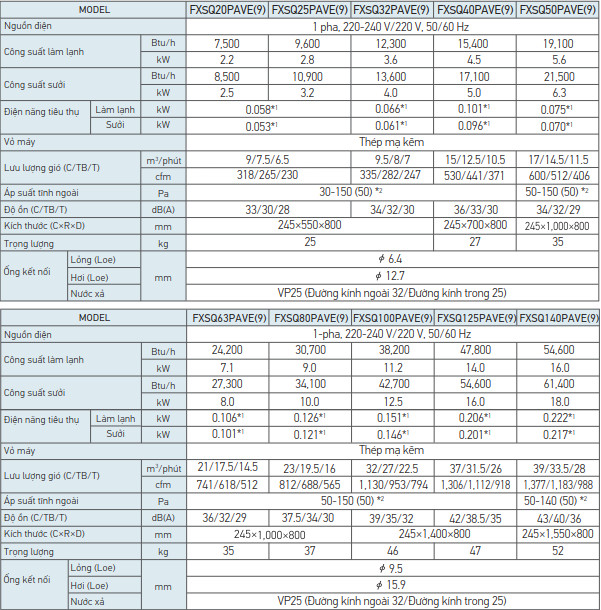 MODEL FXSQ20PAVE(9) FXSQ25PAVE(9) FXSQ32PAVE(9) FXSQ40PAVE(9) FXSQ50PAVE(9)
Nguồn điện 1 pha, 220-240 V/220 V, 50/60 Hz
Công suất làm lạnh Btu/h 7,500 9,600 12,300 15,400 19,100
kW 2.2 2.8 3.6 4.5 5.6
Công suất sưởi Btu/h 8,500 10,900 13,600 17,100 21,500
kW 2.5 3.2 4.0 5.0 6.3
Điện năng tiêu thụ Làm lạnh kW 0.058*¹ 0.066*¹ 0.101*¹ 0.075*¹
Sưởi kW 0.053*¹ 0.061*¹ 0.096*¹ 0.070*¹
Vỏ máy Thép mạ kẽm
Lưu lượng gió (C/TB/T) m³/phút 9/7.5/6.5 9.5/8/7 15/12.5/10.5 17/14.5/11.5
cfm 318/265/230 335/282/247 530/441/371 600/512/406
Áp suất tĩnh ngoài Pa 30-150 (50) *² 50-150 (50) *²
Độ ồn (C/TB/T) dB(A) 33/30/28 34/32/30 36/33/30 34/32/29
Kích thước (C×R×D) mm 245×550×800 245×700×800 245×1,000×800
Trọng lượng kg 25 27 35
Ống kết nối Lỏng (Loe) mm ϕ 6.4
Hơi (Loe) ϕ 12.7
Nước xả VP25 (Đường kính ngoài 32/Đường kính trong 25)
MODEL FXSQ63PAVE(9) FXSQ80PAVE(9) FXSQ100PAVE(9) FXSQ125PAVE(9) FXSQ140PAVE(9)
Nguồn điện 1-pha, 220-240 V/220 V, 50/60 Hz
Công suất làm lạnh Btu/h 24,200 30,700 38,200 47,800 54,600
kW 7.1 9.0 11.2 14.0 16.0
Công suất sưởi Btu/h 27,300 34,100 42,700 54,600 61,400
kW 8.0 10.0 12.5 16.0 18.0
Điện năng tiêu thụ Làm lạnh kW 0.106*¹ 0.126*¹ 0.151*¹ 0.206*¹ 0.222*¹
Sưởi kW 0.101*¹ 0.121*¹ 0.146*¹ 0.201*¹ 0.217*¹
Vỏ máy Thép mạ kẽm
Lưu lượng gió (C/TB/T) m³/phút 21/17.5/14.5 23/19.5/16 32/27/22.5 37/31.5/26 39/33.5/28
cfm 741/618/512 812/688/565 1,130/953/794 1,306/1,112/918 1,377/1,183/988
Áp suất tĩnh ngoài Pa 50-150 (50) *² 50-140 (50) *²
Độ ồn (C/TB/T) dB(A) 36/32/29 37.5/34/30 39/35/32 42/38.5/35 43/40/36
Kích thước (C×R×D) mm 245×1,000×800 245×1,400×800 245×1,550×800
Trọng lượng kg 35 37 46 47 52
Ống kết nối Lỏng (Loe) mm ϕ 9.5
Hơi (Loe) ϕ 15.9
Nước xả VP25 (Đường kính ngoài 32/Đường kính trong 25)